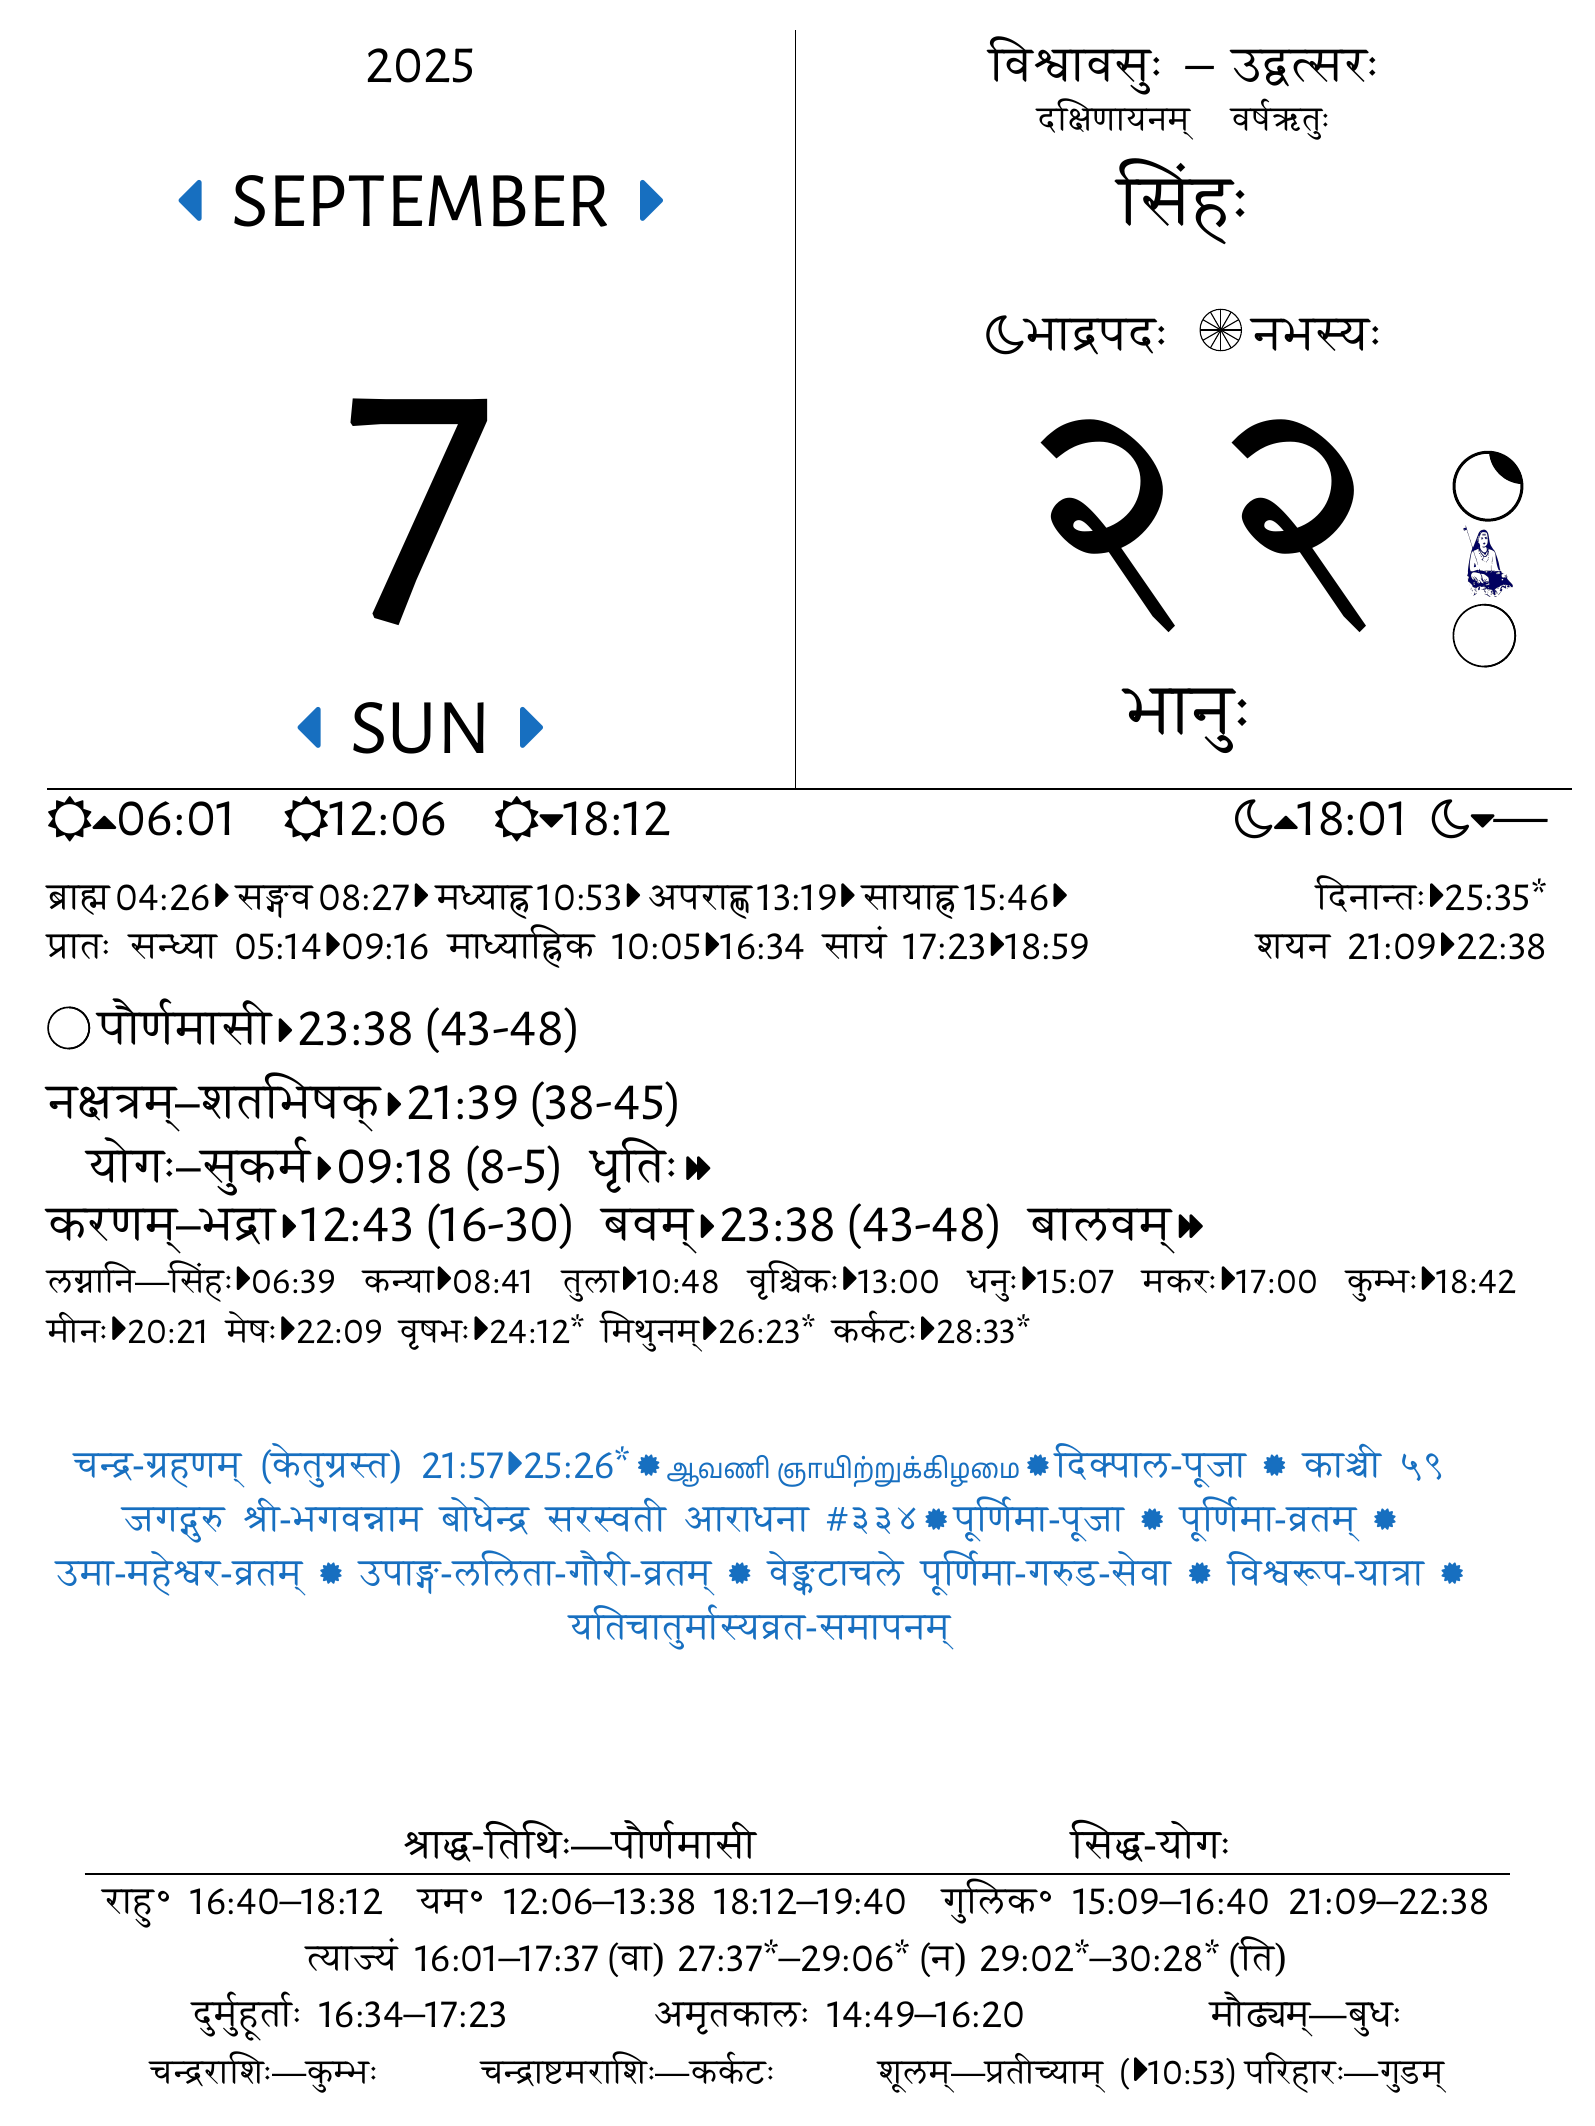 2025
SEPTEMBER
7
SUN
विश्वावसुः – उद्वत्सरः
दक्षिणायनम् वर्षऋतुः
सिंहः
भाद्रपदः नभस्यः
२२
भानुः
06:01 12:06 18:12 18:01 —
ब्राह्म 04:26 सङ्गव 08:27 मध्याह्न 10:53 अपराह्ण 13:19 सायाह्न 15:46 दिनान्तः 25:35*
प्रातः सन्ध्या 05:14 09:16 माध्याह्निक 10:05 16:34 सायं 17:23 18:59 शयन 21:09 22:38
पौर्णमासी 23:38 (43-48)
नक्षत्रम्–शतभिषक् 21:39 (38-45)
योगः–सुकर्म 09:18 (8-5) धृतिः
करणम्–भद्रा 12:43 (16-30) बवम् 23:38 (43-48) बालवम्
लग्नानि—सिंहः 06:39 कन्या 08:41 तुला 10:48 वृश्चिकः 13:00 धनुः 15:07 मकरः 17:00 कुम्भः 18:42
मीनः 20:21 मेषः 22:09 वृषभः 24:12* मिथुनम् 26:23* कर्कटः 28:33*
चन्द्र-ग्रहणम् (केतुग्रस्त) 21:57 25:26* ஆவணி ஞாயிற்றுக்கிழமை दिक्पाल-पूजा काञ्ची ५९
जगद्गुरु श्री-भगवन्नाम बोधेन्द्र सरस्वती आराधना #३३४ पूर्णिमा-पूजा पूर्णिमा-व्रतम्
उमा-महेश्वर-व्रतम् उपाङ्ग-ललिता-गौरी-व्रतम् वेङ्कटाचले पूर्णिमा-गरुड-सेवा विश्वरूप-यात्रा
यतिचातुर्मास्यव्रत-समापनम्
श्राद्ध-तिथिः—पौर्णमासी सिद्ध-योगः
राहु° 16:40–18:12 यम° 12:06–13:38 18:12–19:40 गुलिक° 15:09–16:40 21:09–22:38
त्याज्यं 16:01–17:37 (वा) 27:37*–29:06* (न) 29:02*–30:28* (ति)
दुर्मुहूर्ताः 16:34–17:23 अमृतकालः 14:49–16:20 मौढ्यम्—बुधः
चन्द्रराशिः—कुम्भः चन्द्राष्टमराशिः—कर्कटः शूलम्—प्रतीच्याम् (10:53) परिहारः—गुडम्